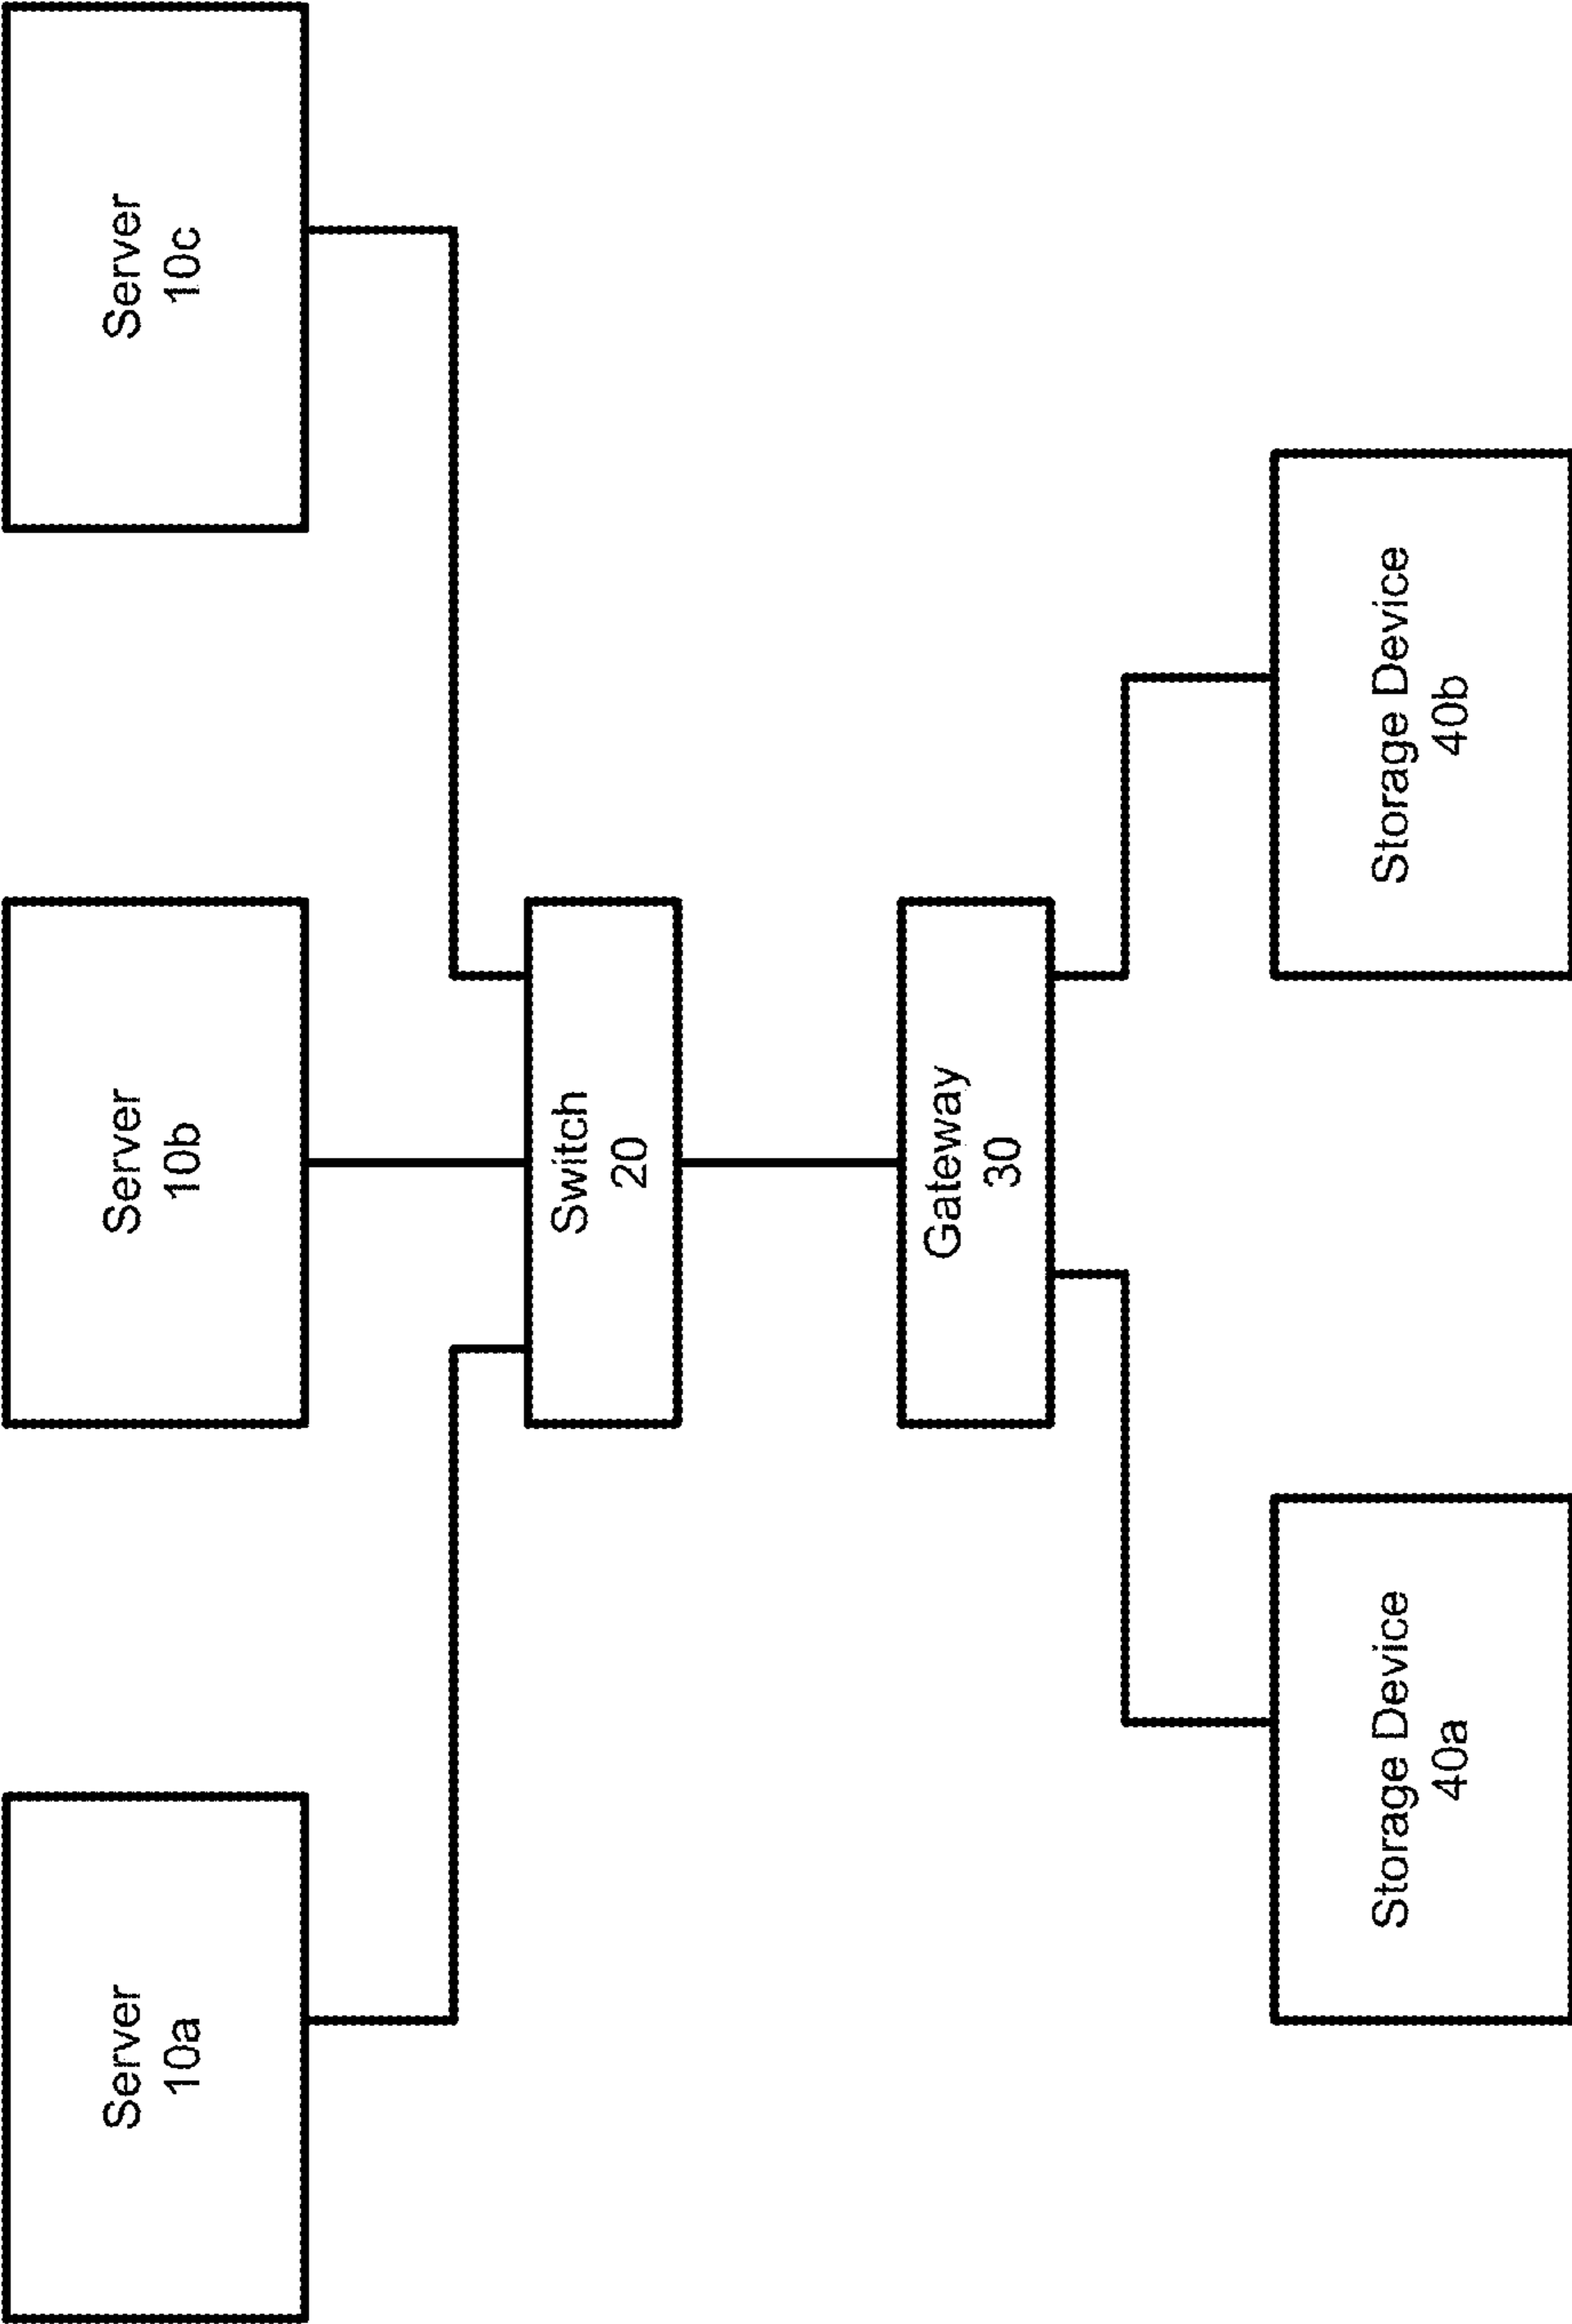 Server
10a
Server
10b
Server
10c
Switch
20
Gateway
30
Storage Device
40a
Storage Device
40b